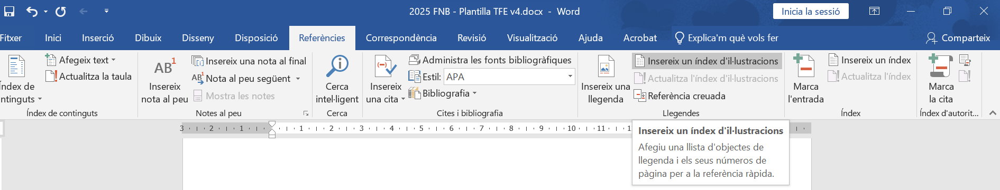 2025 FNB - Plantilla TFE v4.docx - Word
Inicia la sessió
Fitxer Inici Inserció Dibuix Disseny Disposició Referències Correspondència Revisió Visualització Ajuda Acrobat Explica'm què vols fer Comparteix
Índex de
ntinguts
Afegeix text
Actualitza la taula
Índex de continguts
AB1
Insereix
nota al peu
Insereix una nota al final
AB1 Nota al peu següent
Mostra les notes
Notes al peu
Cerca
intel·ligent
Cerca
Insereix
una cita
Administra les fonts bibliogràfiques
Estil: APA
Bibliografia
Cites i bibliografia
Insereix una
llegenda
Insereix un índex d'il·lustracions
Actualitza l'índex d'il·lustracions
Referència creuada
Llegendes
Marca
l'entrada
Insereix un índex
Actualitza l'índex
Índex
Marca
la cita
Índex d'autorit...
3 2 1 1 2 3 4 5 6 7 8 9 10 11 1
Insereix un índex d'il·lustracions
Afegiu una llista d'objectes de
llegenda i els seus números de
pàgina per a la referència ràpida.